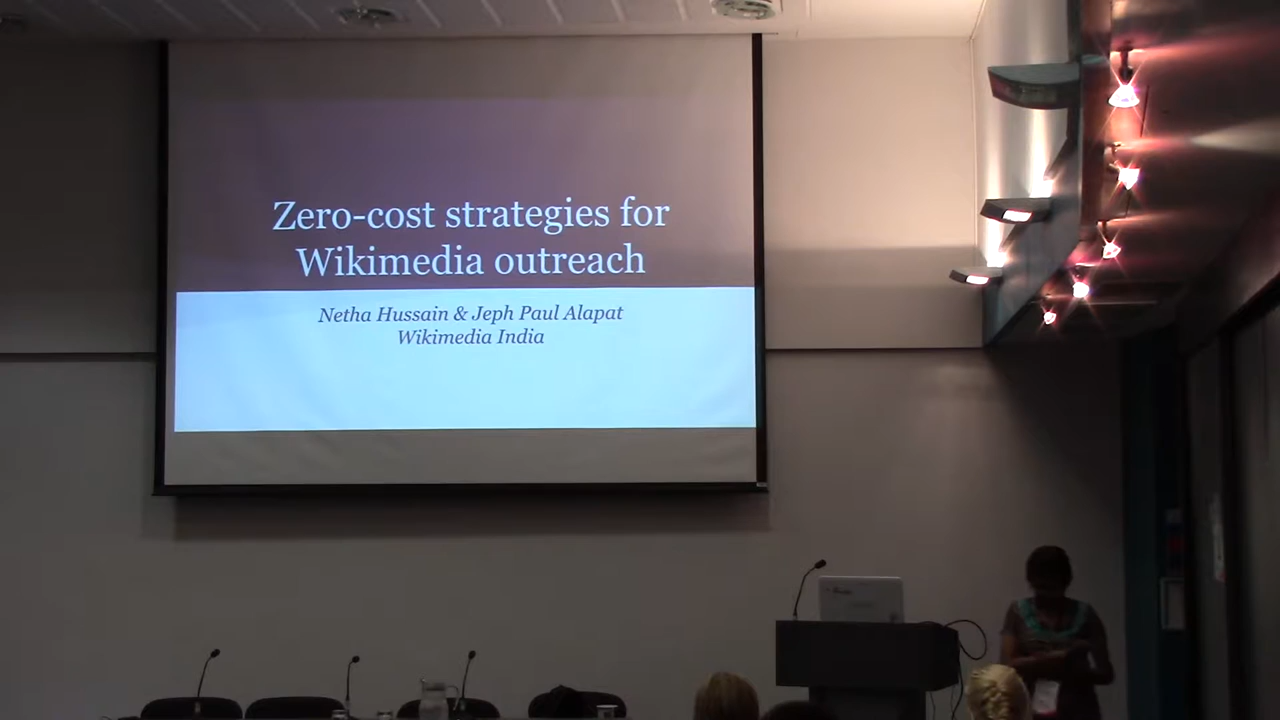 Zero-cost strategies for
Wikimedia outreach
Netha Hussain & Jeph Paul Alapat
Wikimedia India